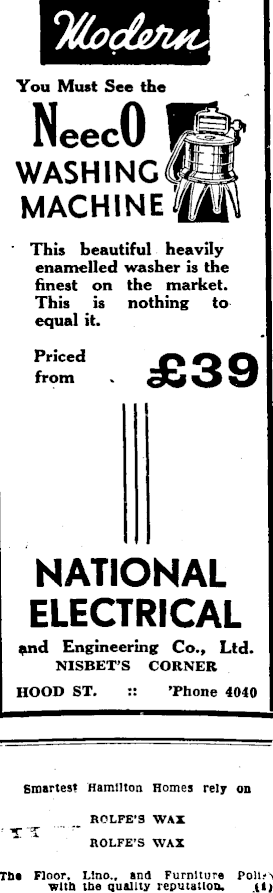 Modern
You Must See the
NeecO
WASHING
MACHINE
This beautiful heavily
enamelled washer is the
finest on the market.
This is nothing to
equal it.
Priced
from £39
NATIONAL
ELECTRICAL
and Engineering Co., Ltd.
NISBET'S CORNER
HOOD ST. :: 'Phone 4040
Smartest Hamilton Homes rely on
ROLFE'S WAX
ROLFE'S WAX
The Floor, Lino., and Furniture Polish
with the quality reputation.